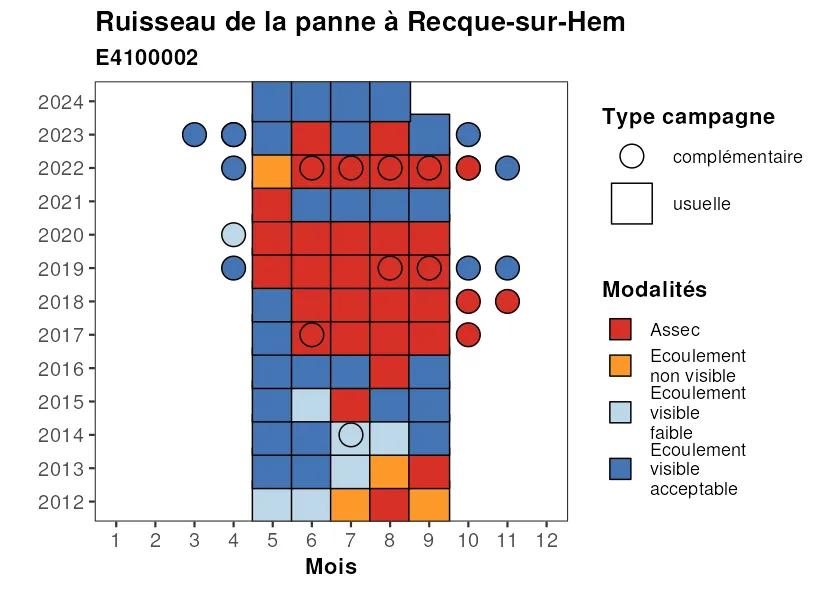 Ruisseau de la panne à Recque-sur-Hem
E4100002
2024
2023
2022
2021
2020
2019
2018
2017
2016
2015
2014
2013
2012
1 2 3 4 5 6 7 8 9 10 11 12
Mois
Type campagne
complémentaire
usuelle
Modalités
Assec
Ecoulement
non visible
Ecoulement
visible
faible
Ecoulement
visible
acceptable